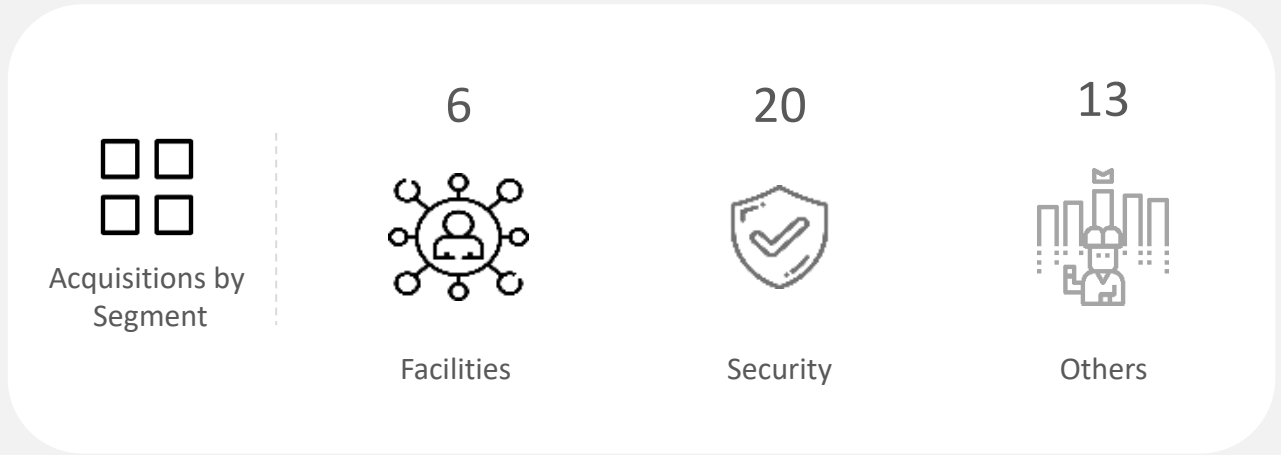 6
20
13
Acquisitions by
Segment
Facilities
Security
Others